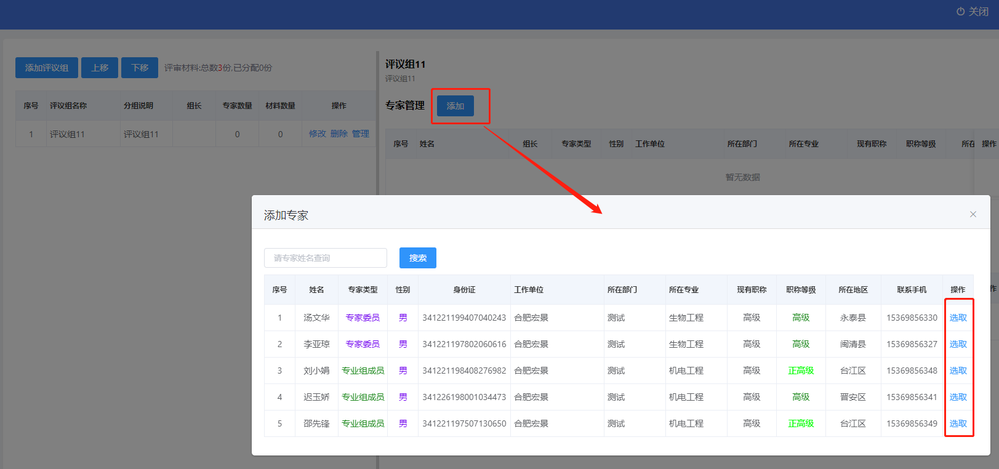 关闭
添加评议组 上移 下移 评审材料:总数3份,已分配0份
序号 评议组名称 分组说明 组长 专家数量 材料数量 操作
1 评议组11 评议组11 0 0 修改 删除 管理
评议组11
评议组11
专家管理 添加
序号 姓名 组长 专家类型 性别 工作单位 所在部门 所在专业 现有职称 职称等级 所在 操作
暂无数据
添加专家
请专家姓名查询 搜索
序号 姓名 专家类型 性别 身份证 工作单位 所在部门 所在专业 现有职称 职称等级 所在地区 联系手机 操作
1 汤文华 专家委员 男 341221199407040243 合肥宏景 测试 生物工程 高级 高级 永泰县 15369856330 选取
2 李亚琼 专家委员 男 341221197802060616 合肥宏景 测试 生物工程 高级 高级 闽清县 15369856327 选取
3 刘小娟 专业组成员 男 341221198408276982 合肥宏景 测试 机电工程 高级 正高级 台江区 15369856348 选取
4 迟玉娇 专业组成员 男 341226198001034473 合肥宏景 测试 机电工程 高级 高级 晋安区 15369856341 选取
5 邵先锋 专业组成员 男 341221197507130650 合肥宏景 测试 机电工程 高级 正高级 台江区 15369856349 选取
作